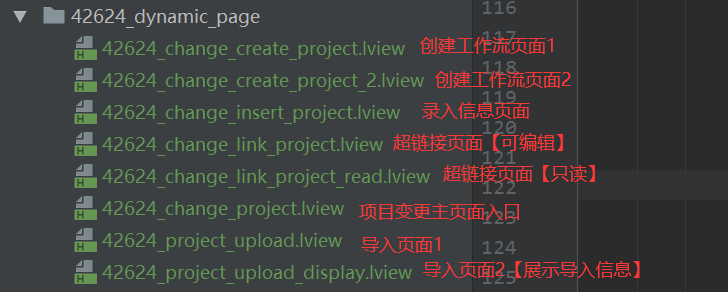 42624_dynamic_page
42624_change_create_project.lview 创建工作流页面1
42624_change_create_project_2.lview 创建工作流页面2
42624_change_insert_project.lview 录入信息页面
42624_change_link_project.lview 超链接页面【可编辑】
42624_change_link_project_read.lview 超链接页面【只读】
42624_change_project.lview 项目变更主页面入口
42624_project_upload.lview 导入页面1
42624_project_upload_display.lview 导入页面2【展示导入信息】
116
117
118
119
120
121
122
123
124
125